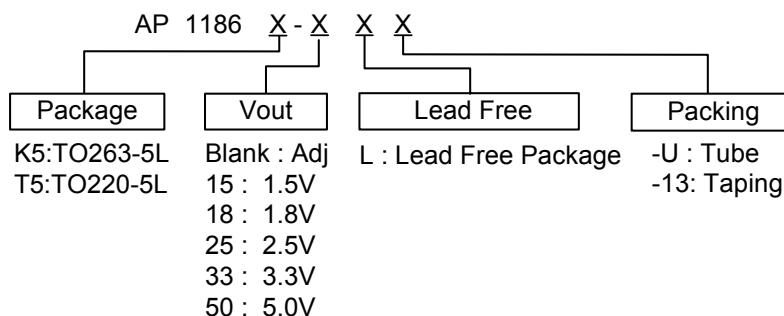 AP 1186 X - X X X
Package Vout Lead Free Packing
K5:TO263-5L Blank : Adj L : Lead Free Package -U : Tube
T5:TO220-5L 15 : 1.5V -13: Taping
18 : 1.8V
25 : 2.5V
33 : 3.3V
50 : 5.0V